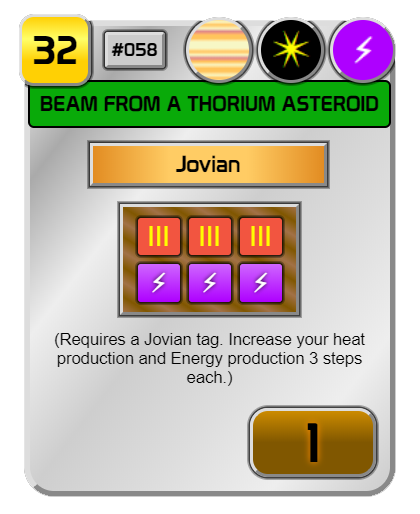 32
#058
BEAM FROM A THORIUM ASTEROID
Jovian
(Requires a Jovian tag. Increase your heat
production and Energy production 3 steps
each.)
1